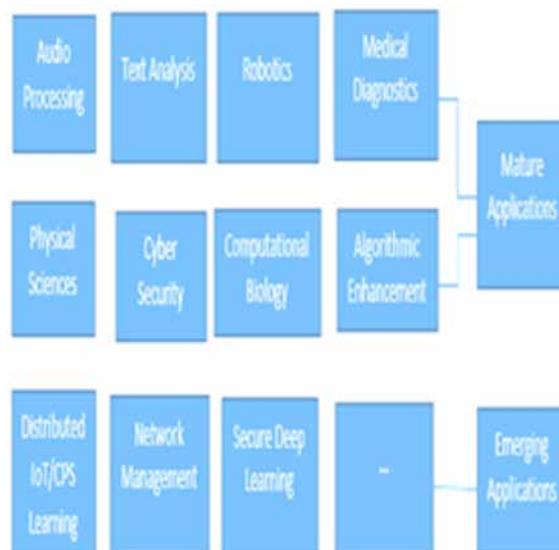 Audio
Processing
Text Analysis
Robotics
Medical
Diagnostics
Mature
Applications
Physical
Sciences
Cyber
Security
Computational
Biology
Algorithmic
Enhancement
Distributed
IoT/CPS
Learning
Network
Management
Secure Deep
Learning
...
Emerging
Applications